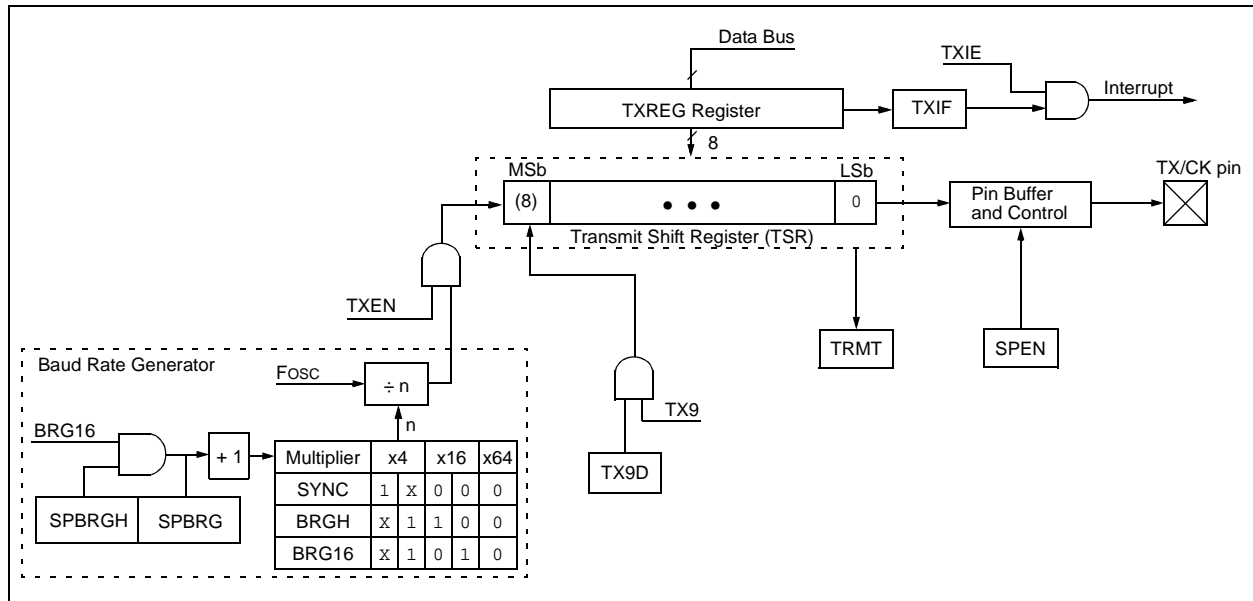 Data Bus
TXIE
Interrupt
TXREG Register
TXIF
8
MSb
LSb
TX/CK pin
(8)
• • •
0
Pin Buffer
and Control
Transmit Shift Register (TSR)
TXEN
TRMT
SPEN
Baud Rate Generator
FOSC
÷ n
TX9
n
BRG16
+ 1
Multiplier x4 x16 x64
TX9D
SYNC 1 X 0 0 0
SPBRGH SPBRG
BRGH X 1 1 0 0
BRG16 X 1 0 1 0